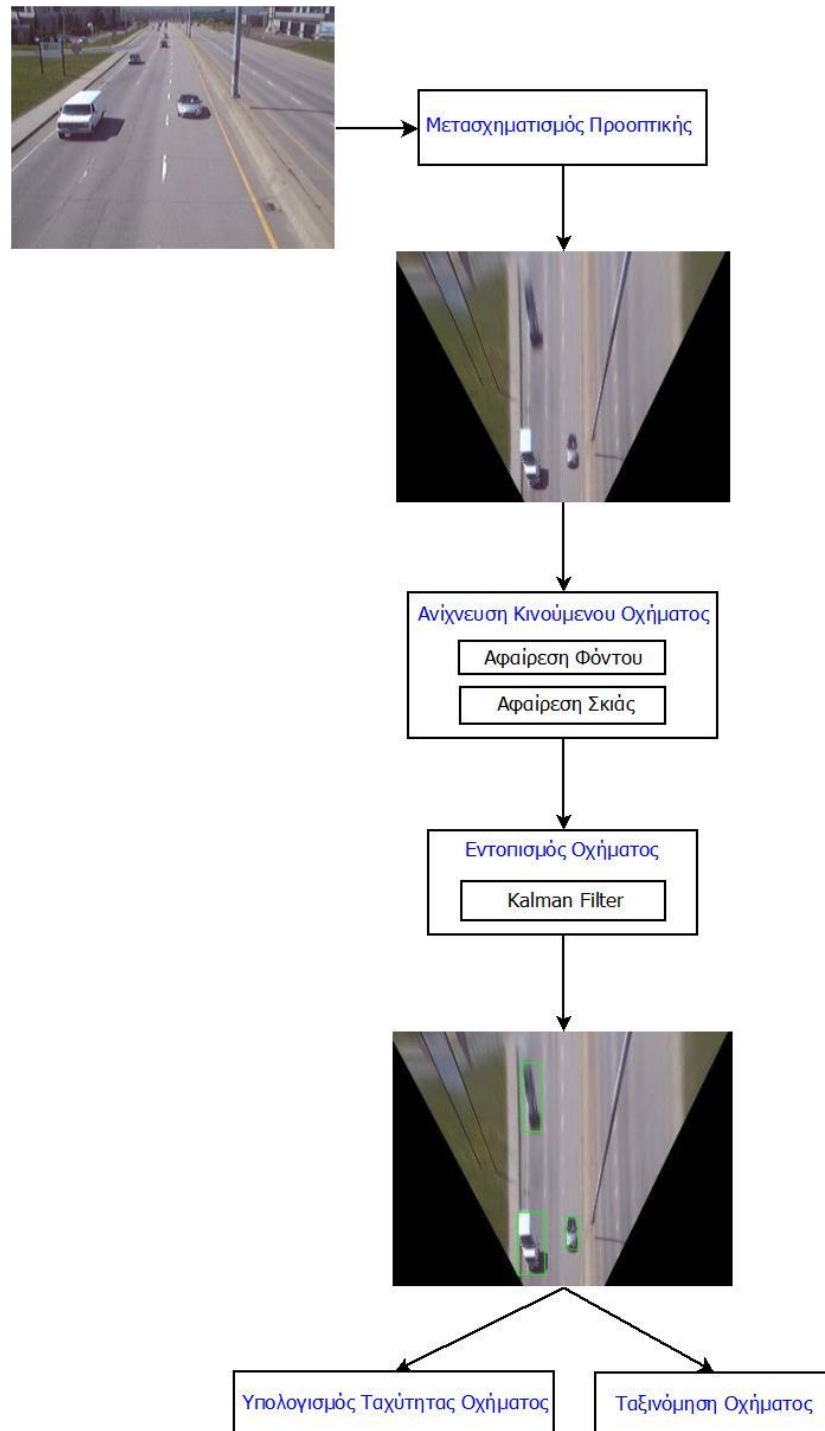 Μετασχηματισμός Προοπτικής
Ανίχνευση Κινούμενου Οχήματος
Αφαίρεση Φόντου
Αφαίρεση Σκιάς
Εντοπισμός Οχήματος
Kalman Filter
Υπολογισμός Ταχύτητας Οχήματος
Ταξινόμηση Οχήματος